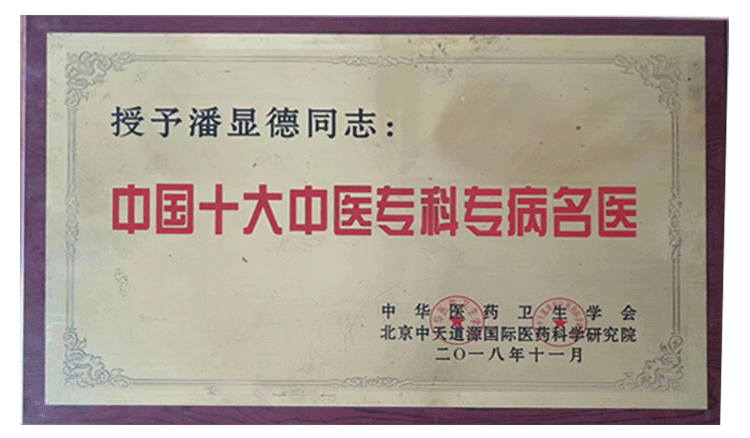 授予潘显德同志：
中国十大中医专科专病名医
中华医药卫生学会
北京中天道源国际医药科学研究院
二〇一八年十一月